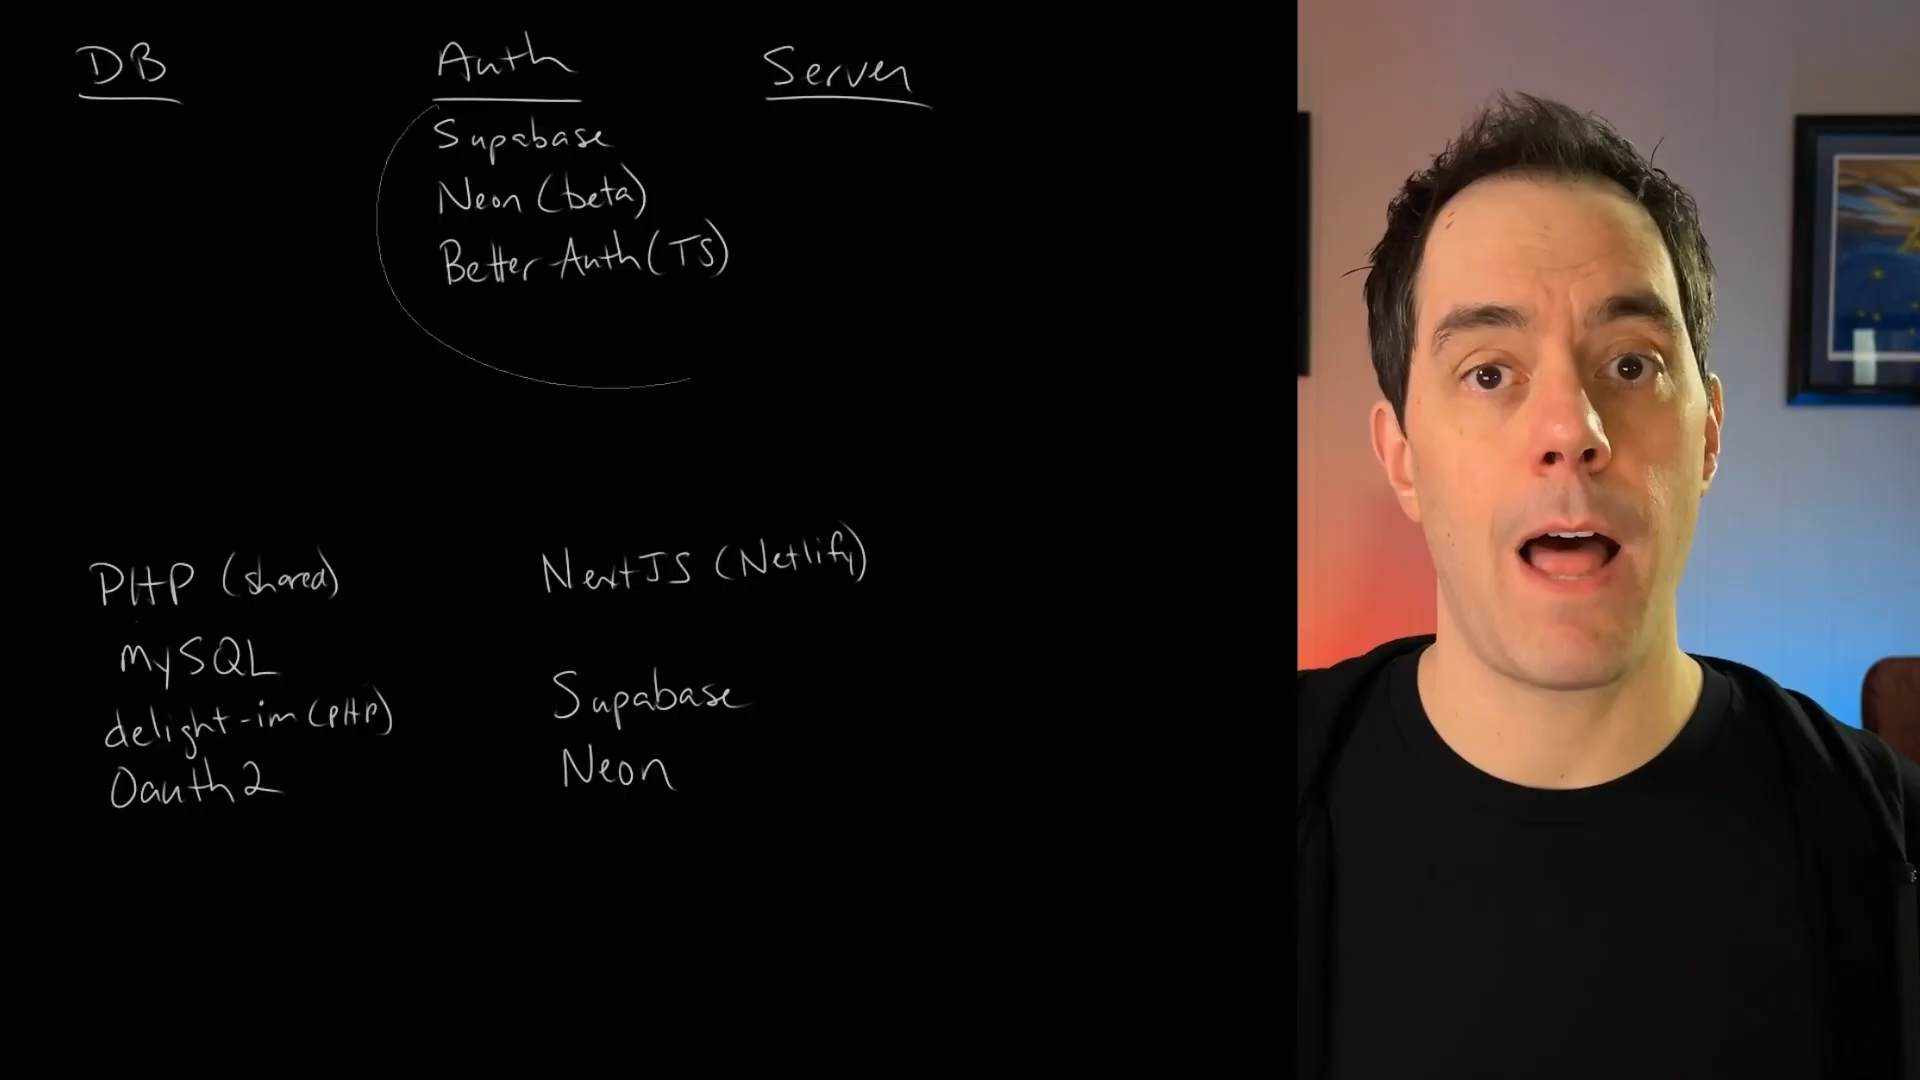 DB
Auth
Server
Supabase
Neon (beta)
Better Auth (TS)
PHP (shared)
MySQL
delight-im (PHP)
Oauth2
NextJS (Netlify)
Supabase
Neon